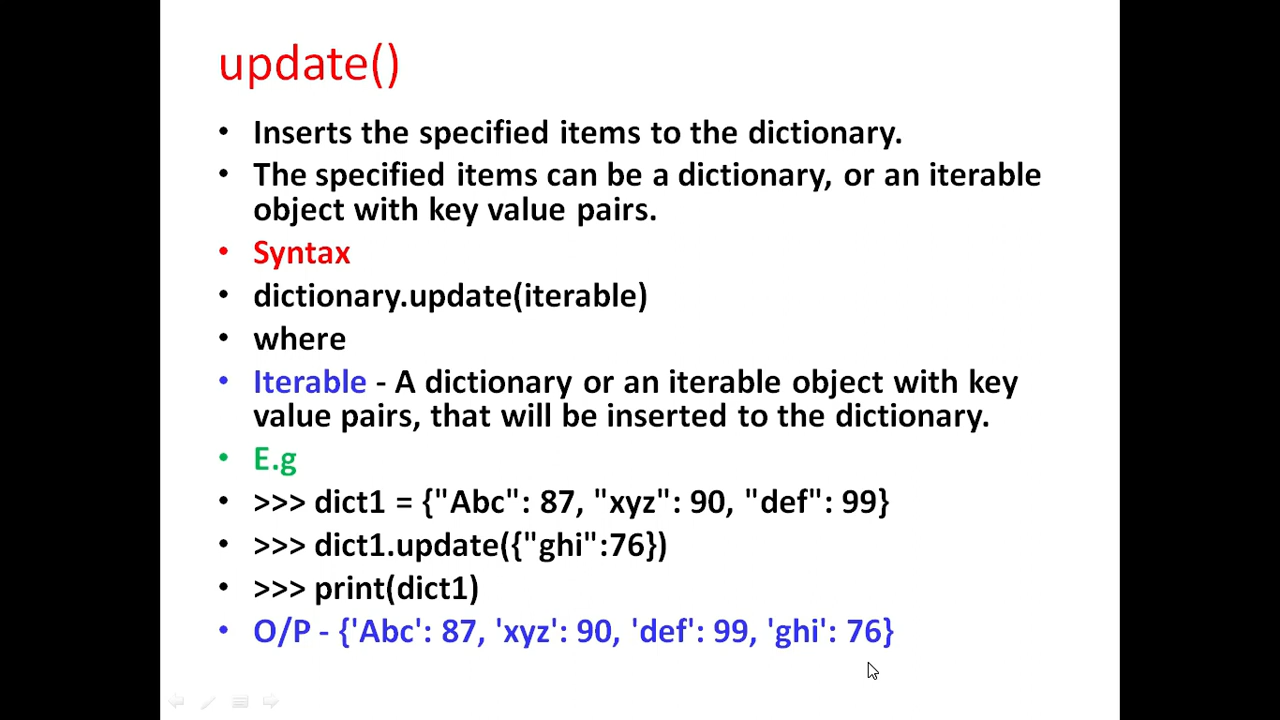 update()
• Inserts the specified items to the dictionary.
• The specified items can be a dictionary, or an iterable
object with key value pairs.
• Syntax
• dictionary.update(iterable)
• where
• Iterable - A dictionary or an iterable object with key
value pairs, that will be inserted to the dictionary.
• E.g
• >>> dict1 = {"Abc": 87, "xyz": 90, "def": 99}
• >>> dict1.update({"ghi":76})
• >>> print(dict1)
• O/P - {'Abc': 87, 'xyz': 90, 'def': 99, 'ghi': 76}